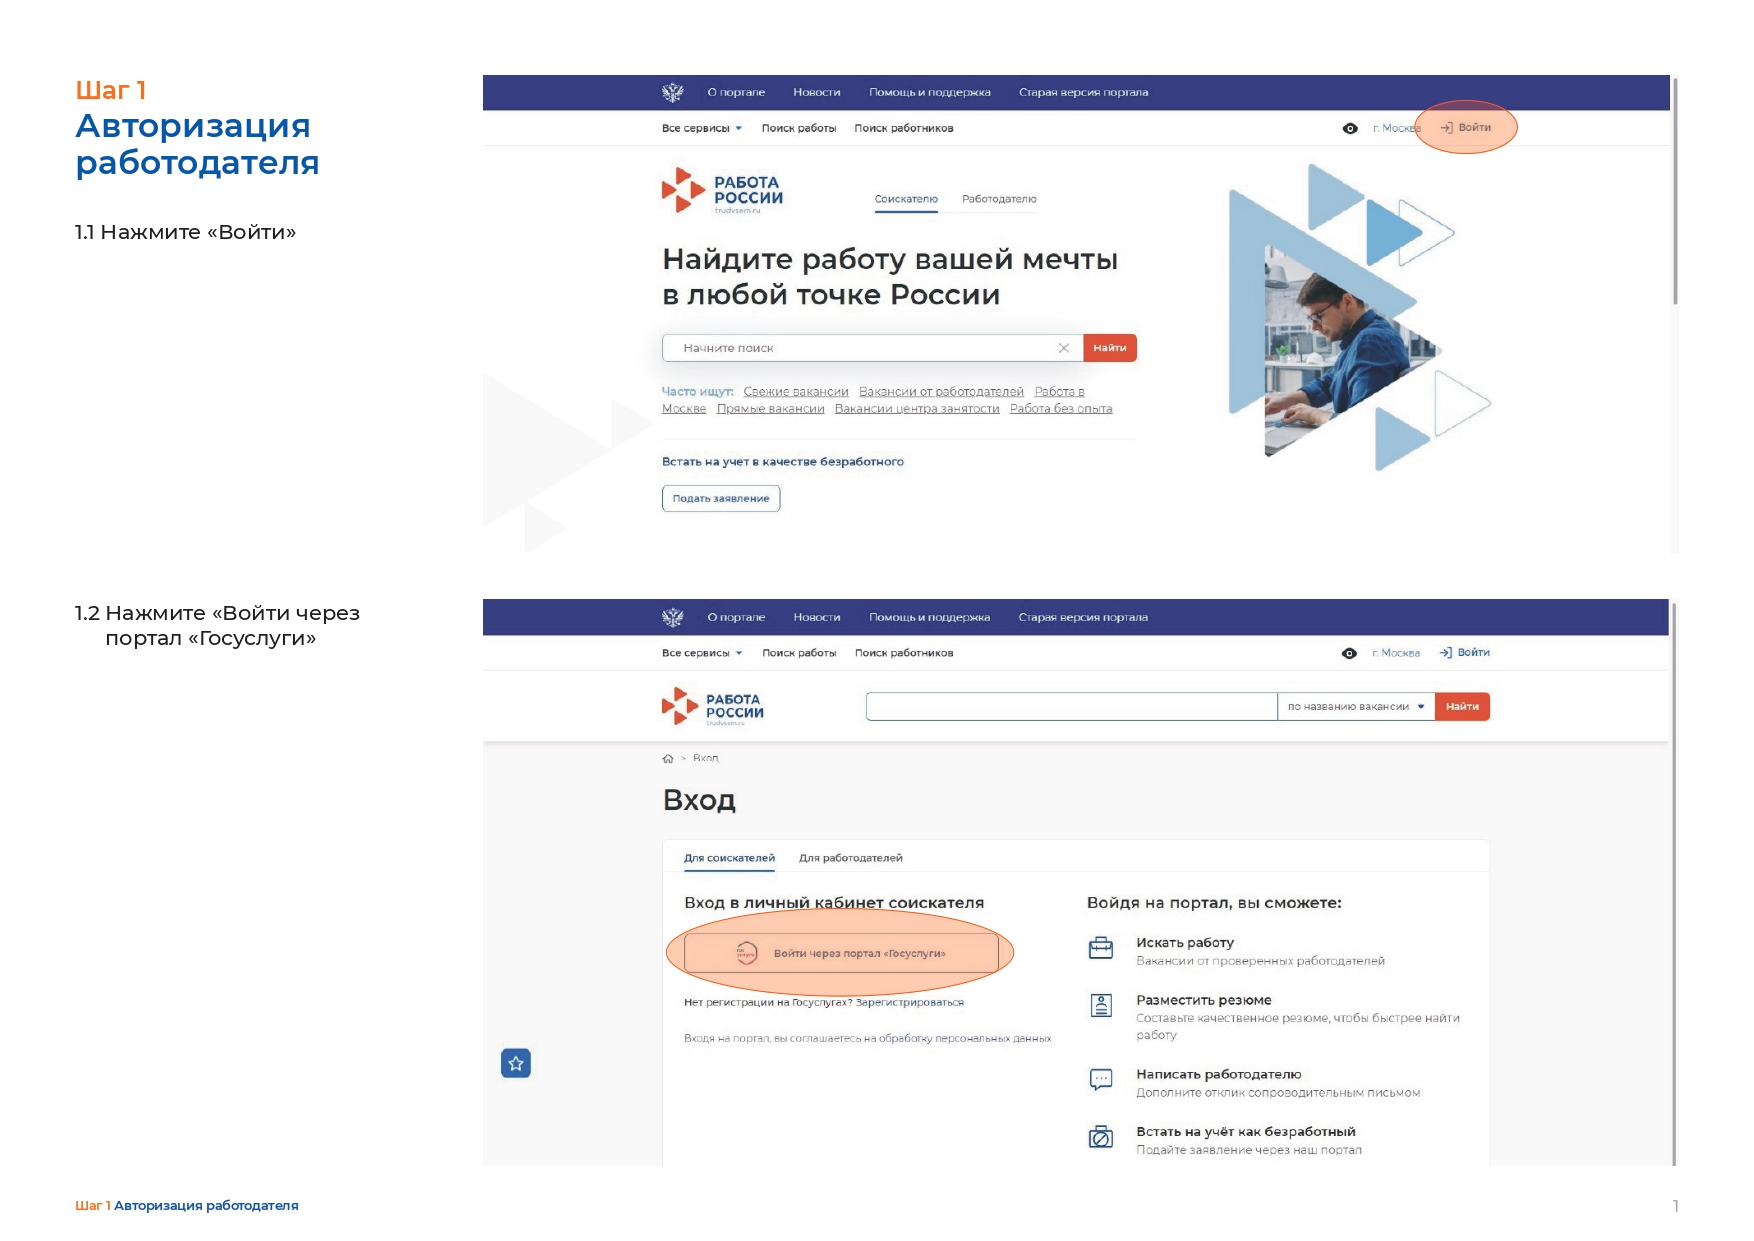 Шаг 1
Авторизация
работодателя
1.1 Нажмите «Войти»
О портале Новости Помощь и поддержка Старая версия портала
Все сервисы Поиск работы Поиск работников г. Москва Войти
РАБОТА
РОССИИ
trudvsem.ru
Соискателю Работодателю
Найдите работу вашей мечты
в любой точке России
Начните поиск Найти
Часто ищут: Свежие вакансии Вакансии от работодателей Работа в
Москве Прямые вакансии Вакансии центра занятости Работа без опыта
Встать на учет в качестве безработного
Подать заявление
1.2 Нажмите «Войти через
портал «Госуслуги»
О портале Новости Помощь и поддержка Старая версия портала
Все сервисы Поиск работы Поиск работников г. Москва Войти
РАБОТА
РОССИИ
trudvsem.ru
по названию вакансии Найти
> Вход
Вход
Для соискателей Для работодателей
Вход в личный кабинет соискателя
госуслуги Войти через портал «Госуслуги»
Нет регистрации на Госуслугах? Зарегистрироваться
Входя на портал, вы соглашаетесь на обработку персональных данных
Войдя на портал, вы сможете:
Искать работу
Вакансии от проверенных работодателей
Разместить резюме
Составьте качественное резюме, чтобы быстрее найти
работу
Написать работодателю
Дополните отклик сопроводительным письмом
Встать на учёт как безработный
Подайте заявление через наш портал
Шаг 1 Авторизация работодателя
1